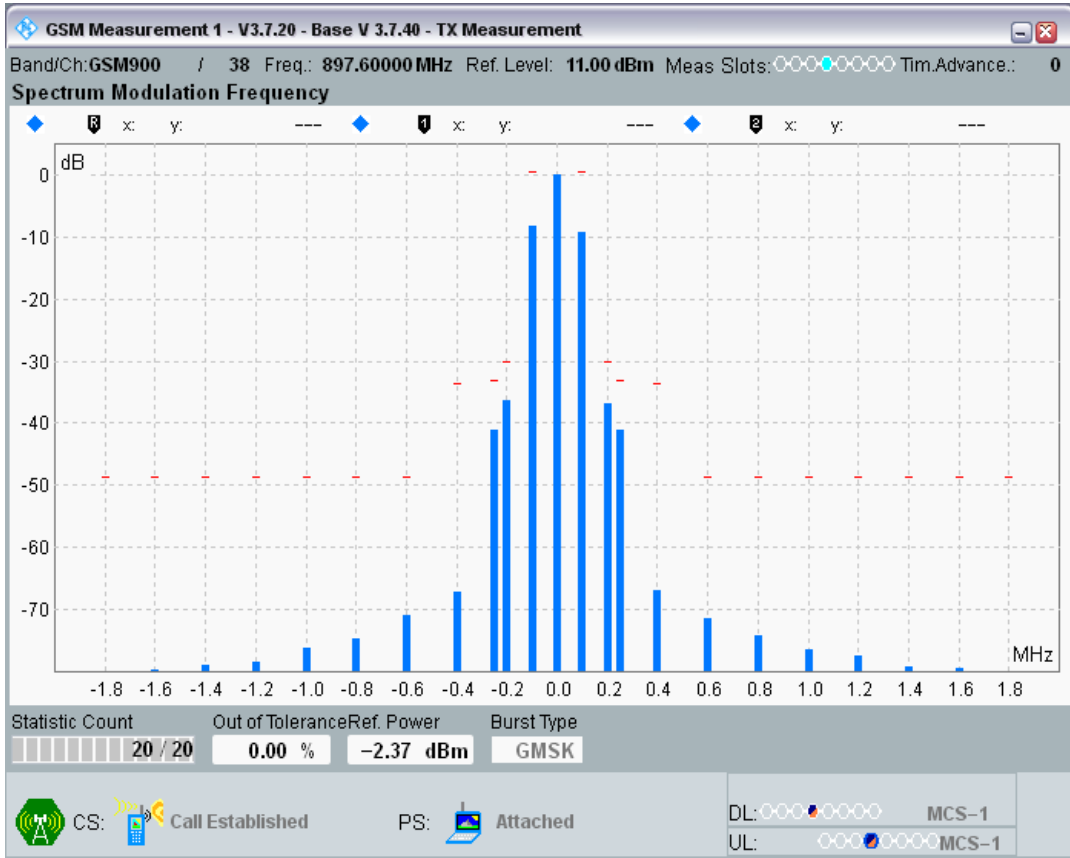 GSM Measurement 1 - V3.7.20 - Base V 3.7.40 - TX Measurement
Band/Ch:GSM900 / 38 Freq.: 897.60000 MHz Ref. Level: 11.00 dBm Meas Slots: Tim.Advance.: 0
Spectrum Modulation Frequency
R x: y: --- 1 x: y: --- 2 x: y: ---
dB
0
-10
-20
-30
-40
-50
-60
-70
MHz
-1.8 -1.6 -1.4 -1.2 -1.0 -0.8 -0.6 -0.4 -0.2 0.0 0.2 0.4 0.6 0.8 1.0 1.2 1.4 1.6 1.8
Statistic Count Out of Tolerance Ref. Power Burst Type
20 / 20 0.00 % −2.37 dBm GMSK
CS: Call Established PS: Attached
DL: MCS−1
UL: MCS−1